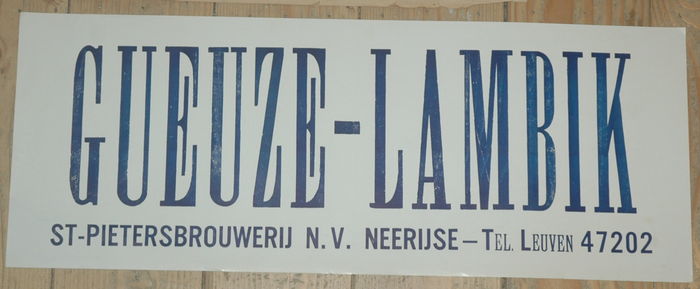 GUEUZE-LAMBIK
ST-PIETERSBROUWERIJ N.V. NEERIJSE – TEL. LEUVEN 47202